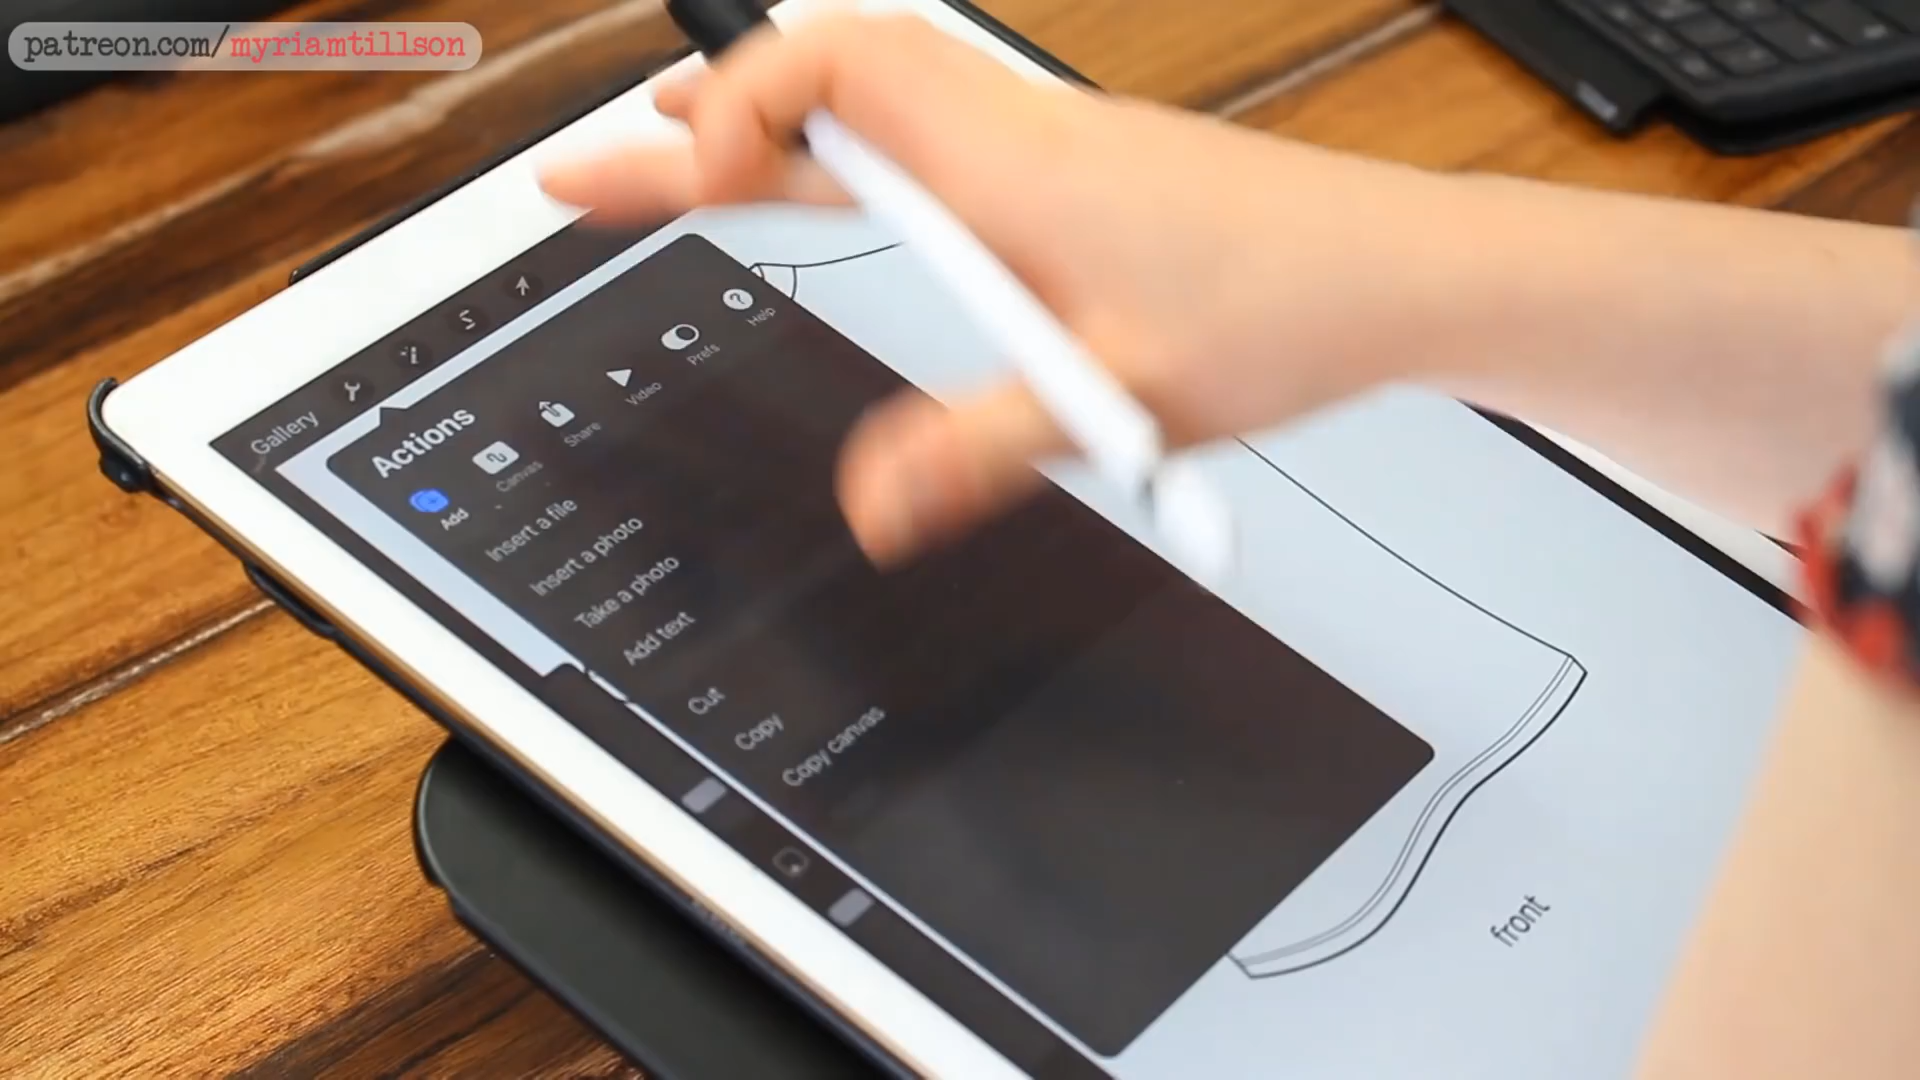 patreon.com/myriamtillson
Gallery
Actions
Add
Canvas
Share
Video
Prefs
Help
Insert a file
Insert a photo
Take a photo
Add text
Cut
Copy
Copy canvas
front